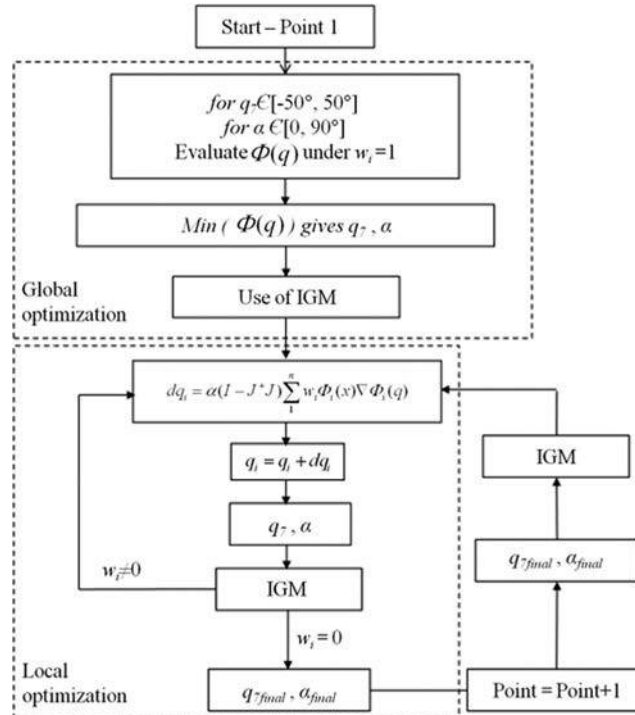 Start – Point 1
for q₇ Є[-50°, 50°]
for α Є[0, 90°]
Evaluate Φ(q) under wᵢ =1
Min ( Φ(q) ) gives q₇ , α
Use of IGM
Global
optimization
dqᵢ = α(I − J⁺J) ∑₁ⁿ wᵢΦᵢ(x)∇Φᵢ(q)
qᵢ = qᵢ + dqᵢ
IGM
q₇ , α
q₇final , αfinal
wᵢ≠0
IGM
wᵢ = 0
Local
optimization
q₇final , αfinal
Point = Point+1